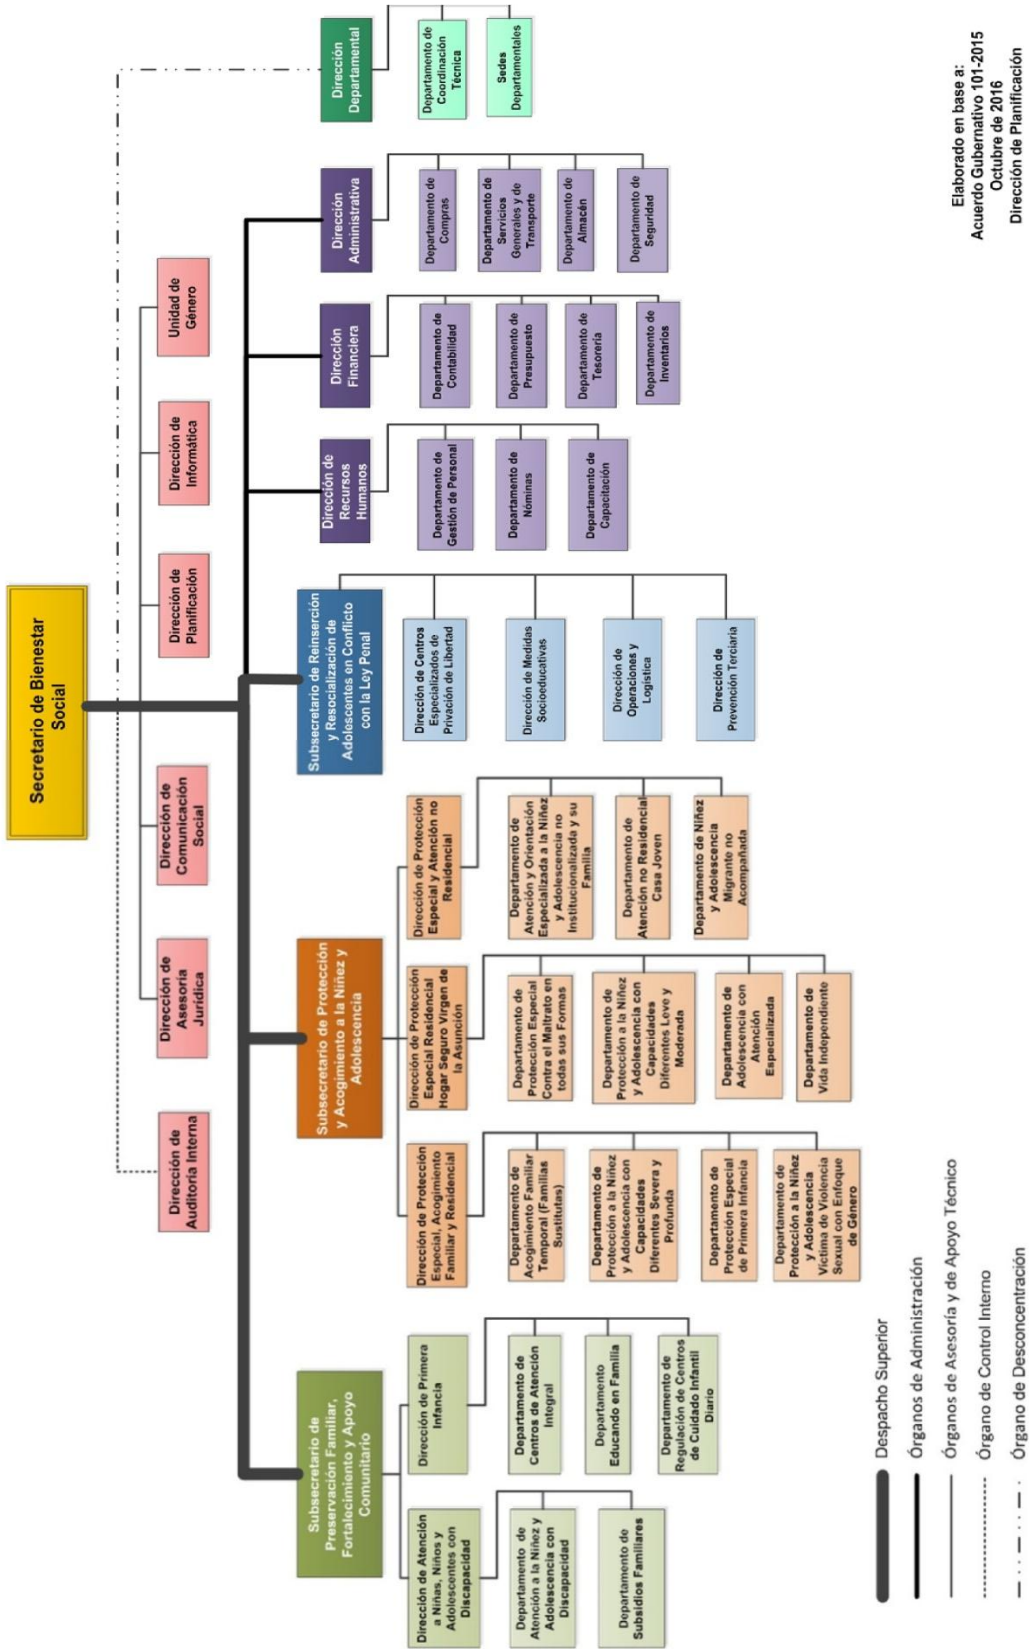 Secretario de Bienestar
Social
Dirección de
Auditoria Interna
Dirección de
Asesoría
Jurídica
Dirección de
Comunicación
Social
Dirección de
Planificación
Dirección de
Informática
Unidad de
Género
Subsecretario de
Preservación Familiar,
Fortalecimiento y Apoyo
Comunitario
Dirección de Atención
a Niñas, Niños y
Adolescentes con
Discapacidad
Departamento de
Atención a la Niñez y
Adolescencia con
Discapacidad
Departamento de
Subsidios Familiares
Dirección de Primera
Infancia
Departamento de
Centros de Atención
Integral
Departamento
Educando en Familia
Departamento de
Regulación de Centros
de Cuidado Infantil
Diario
Subsecretario de Protección
y Acogimiento a la Niñez y
Adolescencia
Dirección de Protección
Especial, Acogimiento
Familiar y Residencial
Departamento de
Acogimiento Familiar
Temporal (Familias
Sustitutas)
Departamento de
Protección a la Niñez
y Adolescencia con
Capacidades
Diferentes Severa y
Profunda
Departamento de
Protección Especial
de Primera Infancia
Departamento de
Protección a la Niñez
y Adolescencia
Víctima de Violencia
Sexual con Enfoque
de Género
Dirección de Protección
Especial Residencial
Hogar Seguro Virgen de
la Asunción
Departamento de
Protección Especial
Contra el Maltrato en
todas sus Formas
Departamento de
Protección a la Niñez
y Adolescencia con
Capacidades
Diferentes Leve y
Moderada
Departamento de
Adolescencia con
Atención
Especializada
Departamento de
Vida Independiente
Dirección de Protección
Especial y Atención no
Residencial
Departamento de
Atención y Orientación
Especializada a la Niñez
y Adolescencia no
Institucionalizada y su
Familia
Departamento de
Atención no Residencial
Casa Joven
Departamento de Niñez
y Adolescencia
Migrante no
Acompañada
Subsecretario de Reinserción
y Resocialización de
Adolescentes en Conflicto
con la Ley Penal
Dirección de Centros
Especializados de
Privación de Libertad
Dirección de Medidas
Socioeducativas
Dirección de
Operaciones y
Logística
Dirección de
Prevención Terciaria
Dirección de
Recursos
Humanos
Departamento de
Gestión de Personal
Departamento de
Nóminas
Departamento de
Capacitación
Dirección
Financiera
Departamento de
Contabilidad
Departamento de
Presupuesto
Departamento de
Tesorería
Departamento de
Inventarios
Dirección
Administrativa
Departamento de
Compras
Departamento de
Servicios
Generales y de
Transporte
Departamento de
Almacén
Departamento de
Seguridad
Dirección
Departamental
Departamento de
Coordinación
Técnica
Sedes
Departamentales
Despacho Superior
Órganos de Administración
Órganos de Asesoría y de Apoyo Técnico
Órgano de Control Interno
Órgano de Desconcentración
Elaborado en base a:
Acuerdo Gubernativo 101-2015
Octubre de 2016
Dirección de Planificación